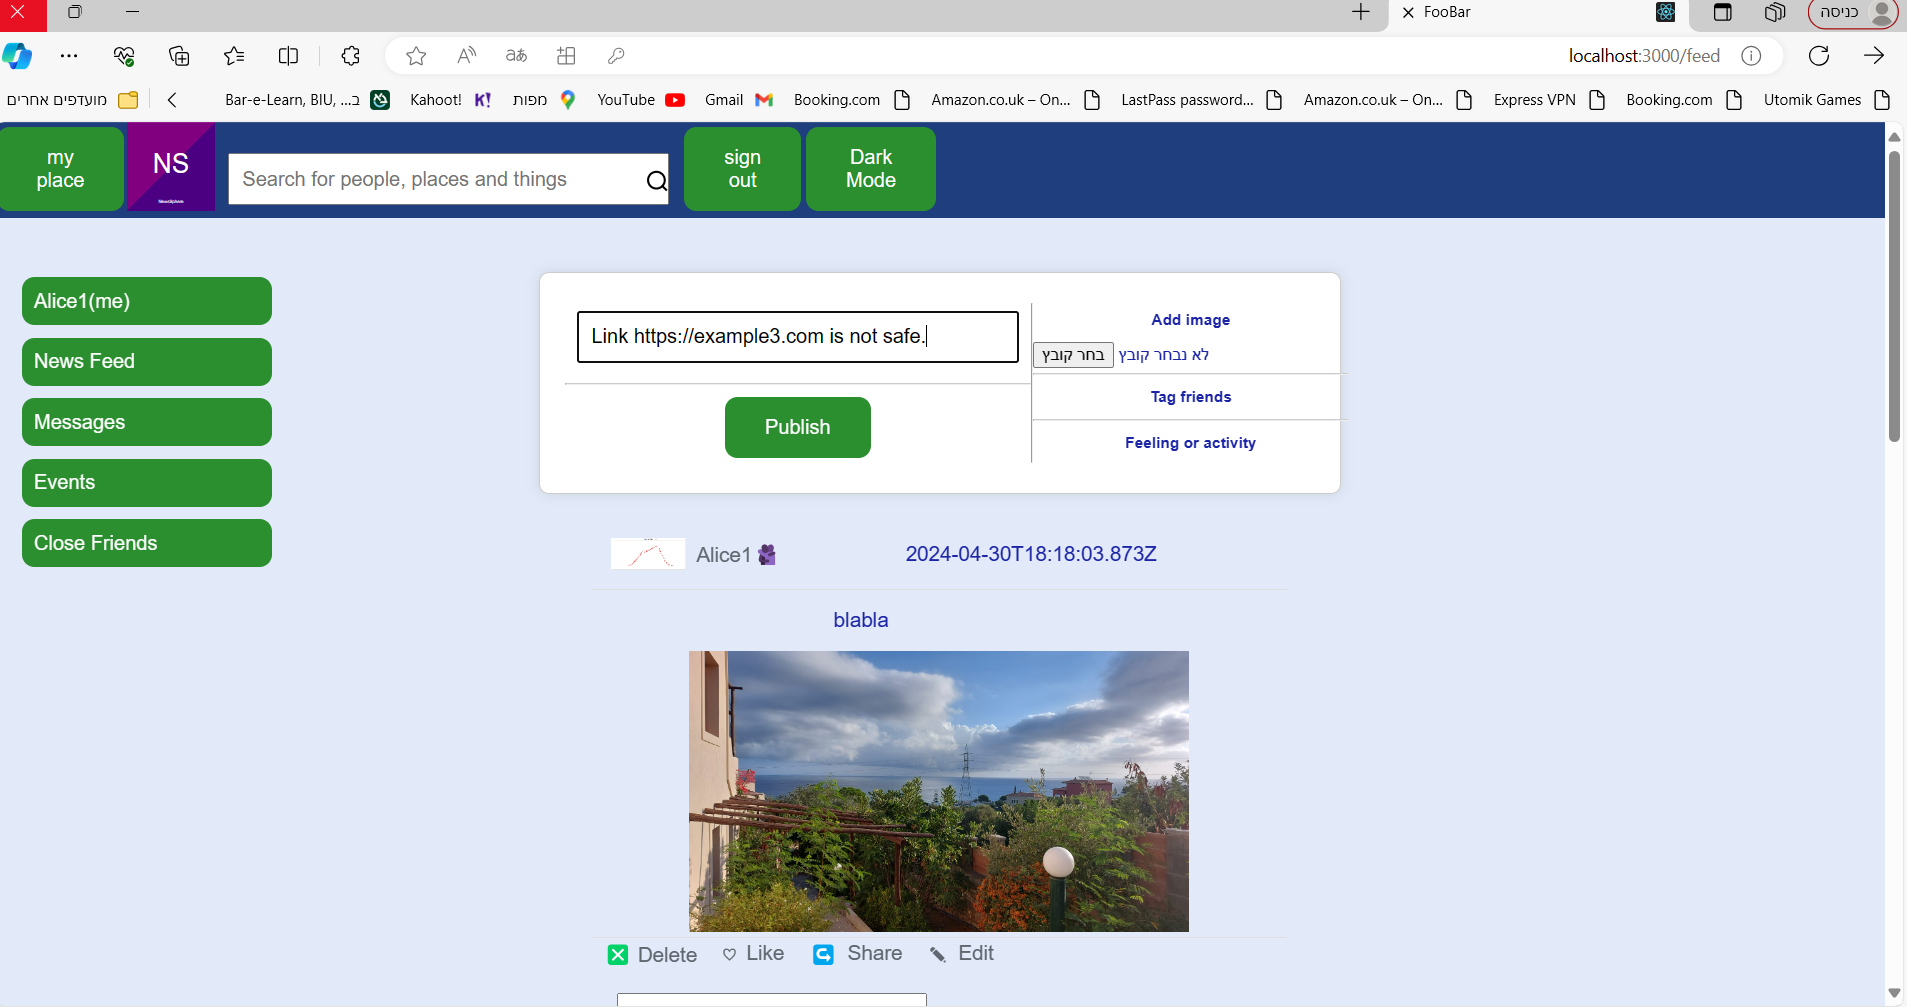 FooBar
כניסה
localhost:3000/feed
מועדפים אחרים
Bar-e-Learn, BIU, ...ב
Kahoot!
מפות
YouTube
Gmail
Booking.com
Amazon.co.uk – On...
LastPass password...
Amazon.co.uk – On...
Express VPN
Booking.com
Utomik Games
my
place
NS
NewsSphere
Search for people, places and things
sign
out
Dark
Mode
Alice1(me)
News Feed
Messages
Events
Close Friends
Link https://example3.com is not safe.
Publish
Add image
בחר קובץ לא נבחר קובץ
Tag friends
Feeling or activity
Alice1
2024-04-30T18:18:03.873Z
blabla
Delete
Like
Share
Edit